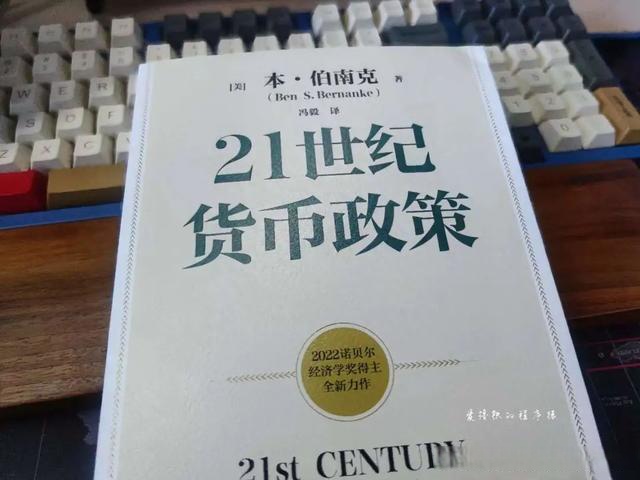 [美] 本·伯南克 著
(Ben S. Bernanke)
冯毅 译
21世纪
货币政策
2022诺贝尔
经济学奖得主
全新力作
21st CENTURY